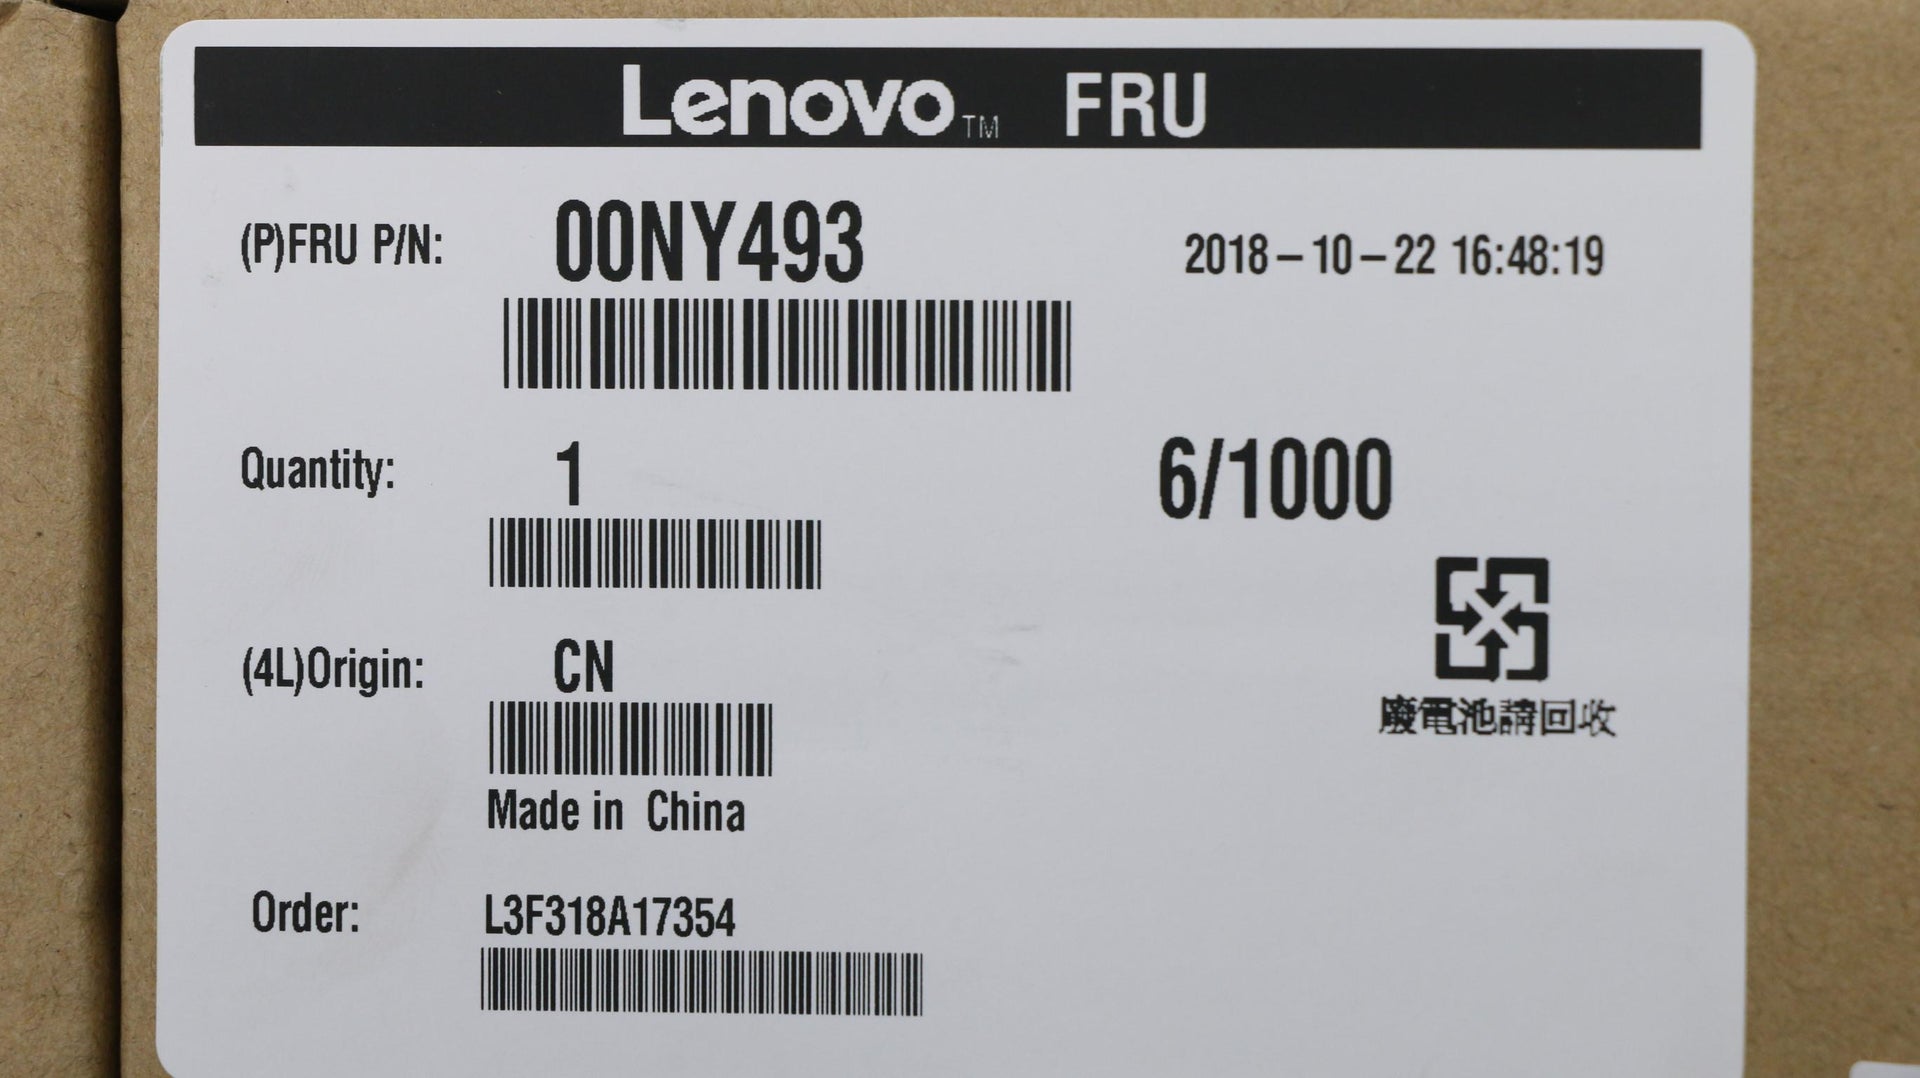 Lenovo™ FRU
(P)FRU P/N: 00NY493 2018-10-22 16:48:19
Quantity: 1 6/1000
(4L)Origin: CN
廢電池請回收
Made in China
Order: L3F318A17354